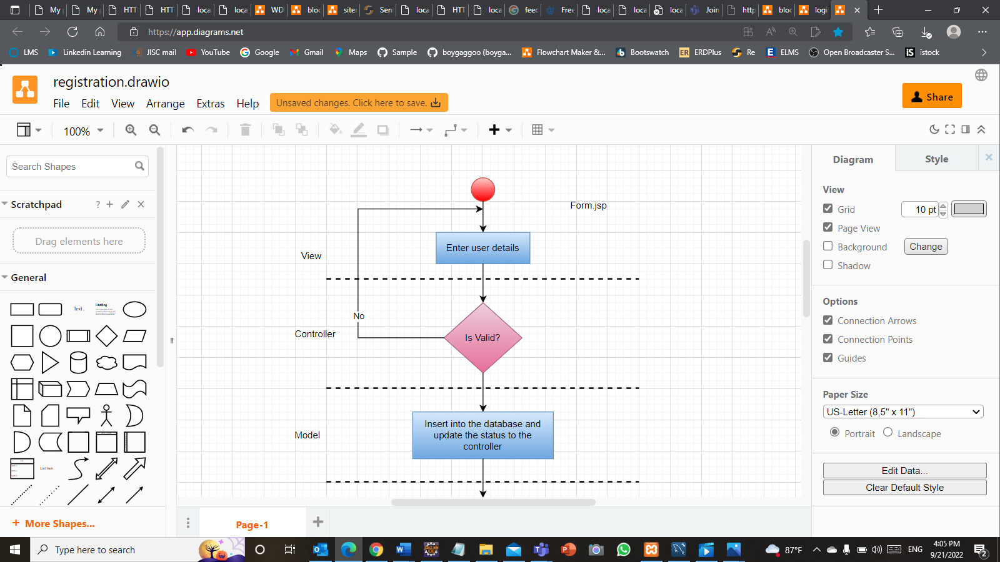 My
My
HTT
HTT
loca
loca
WD
bloc
site
Sen
loca
HTT
loca
feec
Free
loca
loca
loca
Join
http
bloc
logi
https://app.diagrams.net
LMS
Linkedin Learning
JISC mail
YouTube
Google
Gmail
Maps
Sample
boygaggoo (boyga...
Flowchart Maker &...
Bootswatch
ERDPlus
Re
ELMS
Open Broadcaster S...
istock
registration.drawio
File Edit View Arrange Extras Help
Unsaved changes. Click here to save.
Share
100%
Search Shapes
Scratchpad
?
Drag elements here
General
Text
Heading
List Item
More Shapes...
Form.jsp
Enter user details
View
No
Controller
Is Valid?
Model
Insert into the database and
update the status to the
controller
Page-1
Diagram
Style
View
Grid
10 pt
Page View
Background
Change
Shadow
Options
Connection Arrows
Connection Points
Guides
Paper Size
US-Letter (8,5" x 11")
Portrait
Landscape
Edit Data...
Clear Default Style
Type here to search
87°F
ENG
4:05 PM
9/21/2022
2